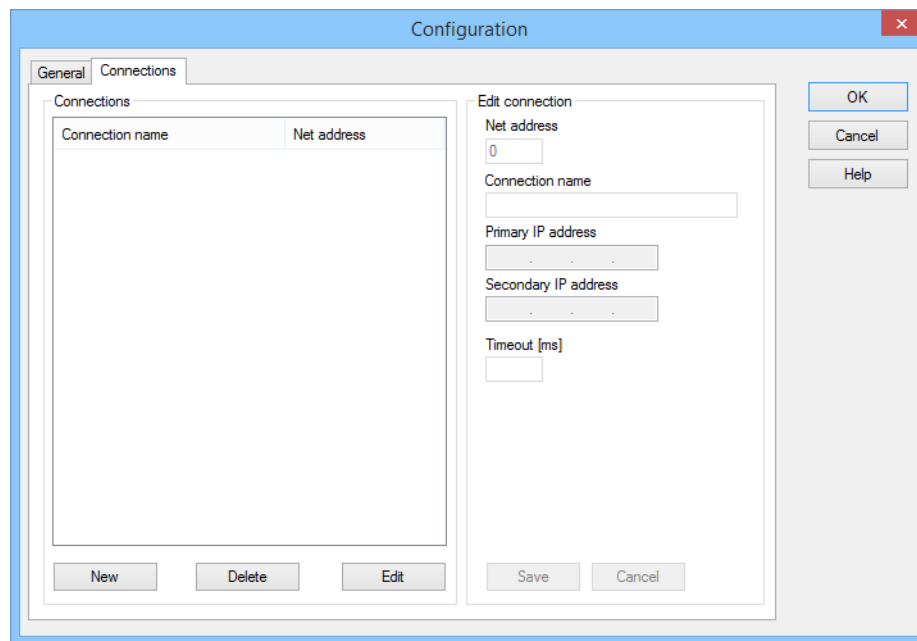 Configuration
General
Connections
Connections
Connection name
Net address
New
Delete
Edit
Edit connection
Net address
0
Connection name
Primary IP address
. . .
Secondary IP address
. . .
Timeout [ms]
Save
Cancel
OK
Cancel
Help